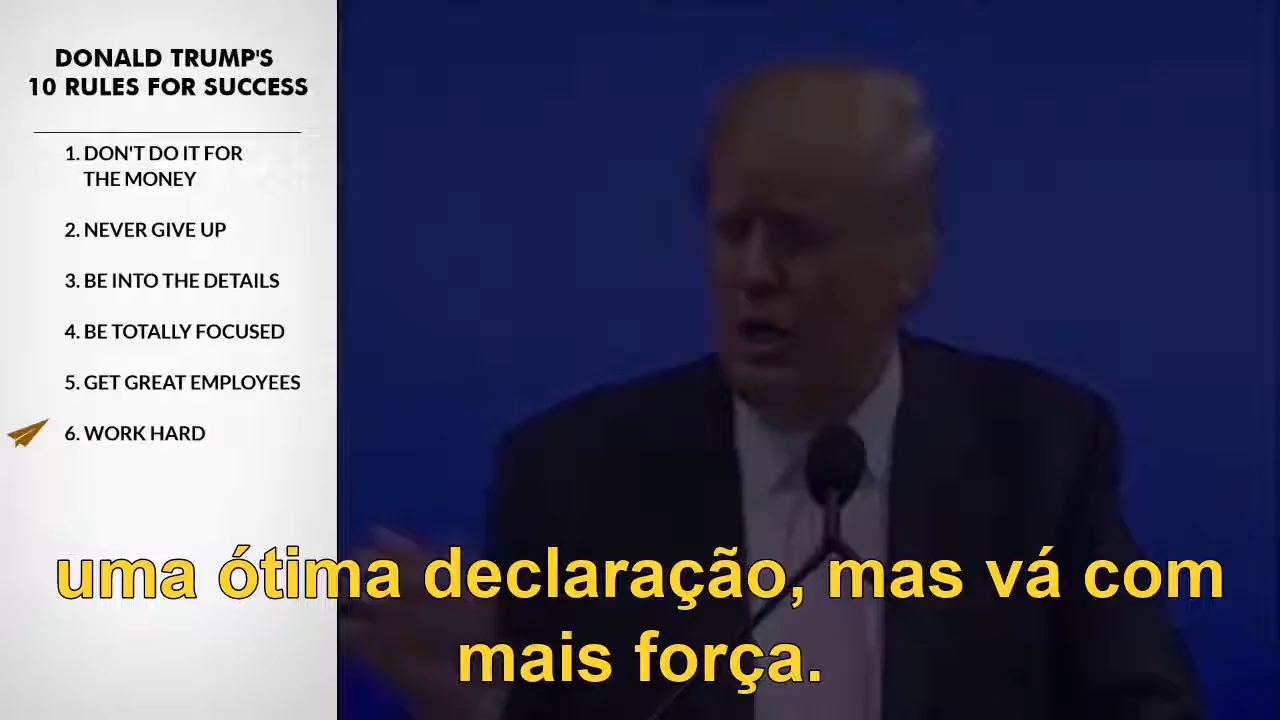 DONALD TRUMP'S
10 RULES FOR SUCCESS
1. DON'T DO IT FOR
THE MONEY
2. NEVER GIVE UP
3. BE INTO THE DETAILS
4. BE TOTALLY FOCUSED
5. GET GREAT EMPLOYEES
6. WORK HARD
uma ótima declaração, mas vá com
mais força.